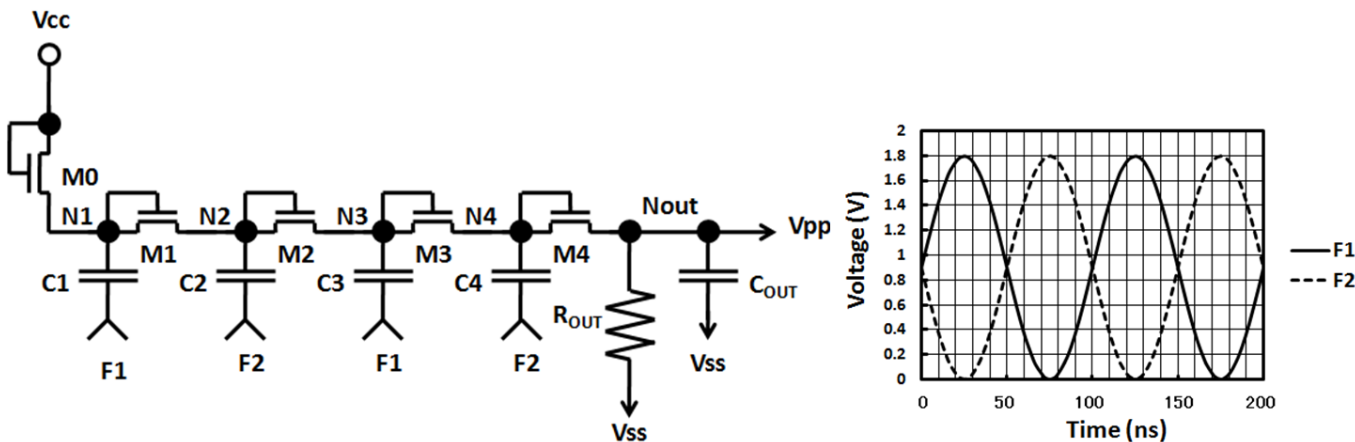 Vcc
M0
N1
N2
N3
N4
Nout
Vpp
M1
M2
M3
M4
C1
C2
C3
C4
ROUT
COUT
F1
F2
F1
F2
Vss
Vss
Voltage (V)
2
1.8
1.6
1.4
1.2
1
0.8
0.6
0.4
0.2
0
0
50
100
150
200
Time (ns)
F1
F2